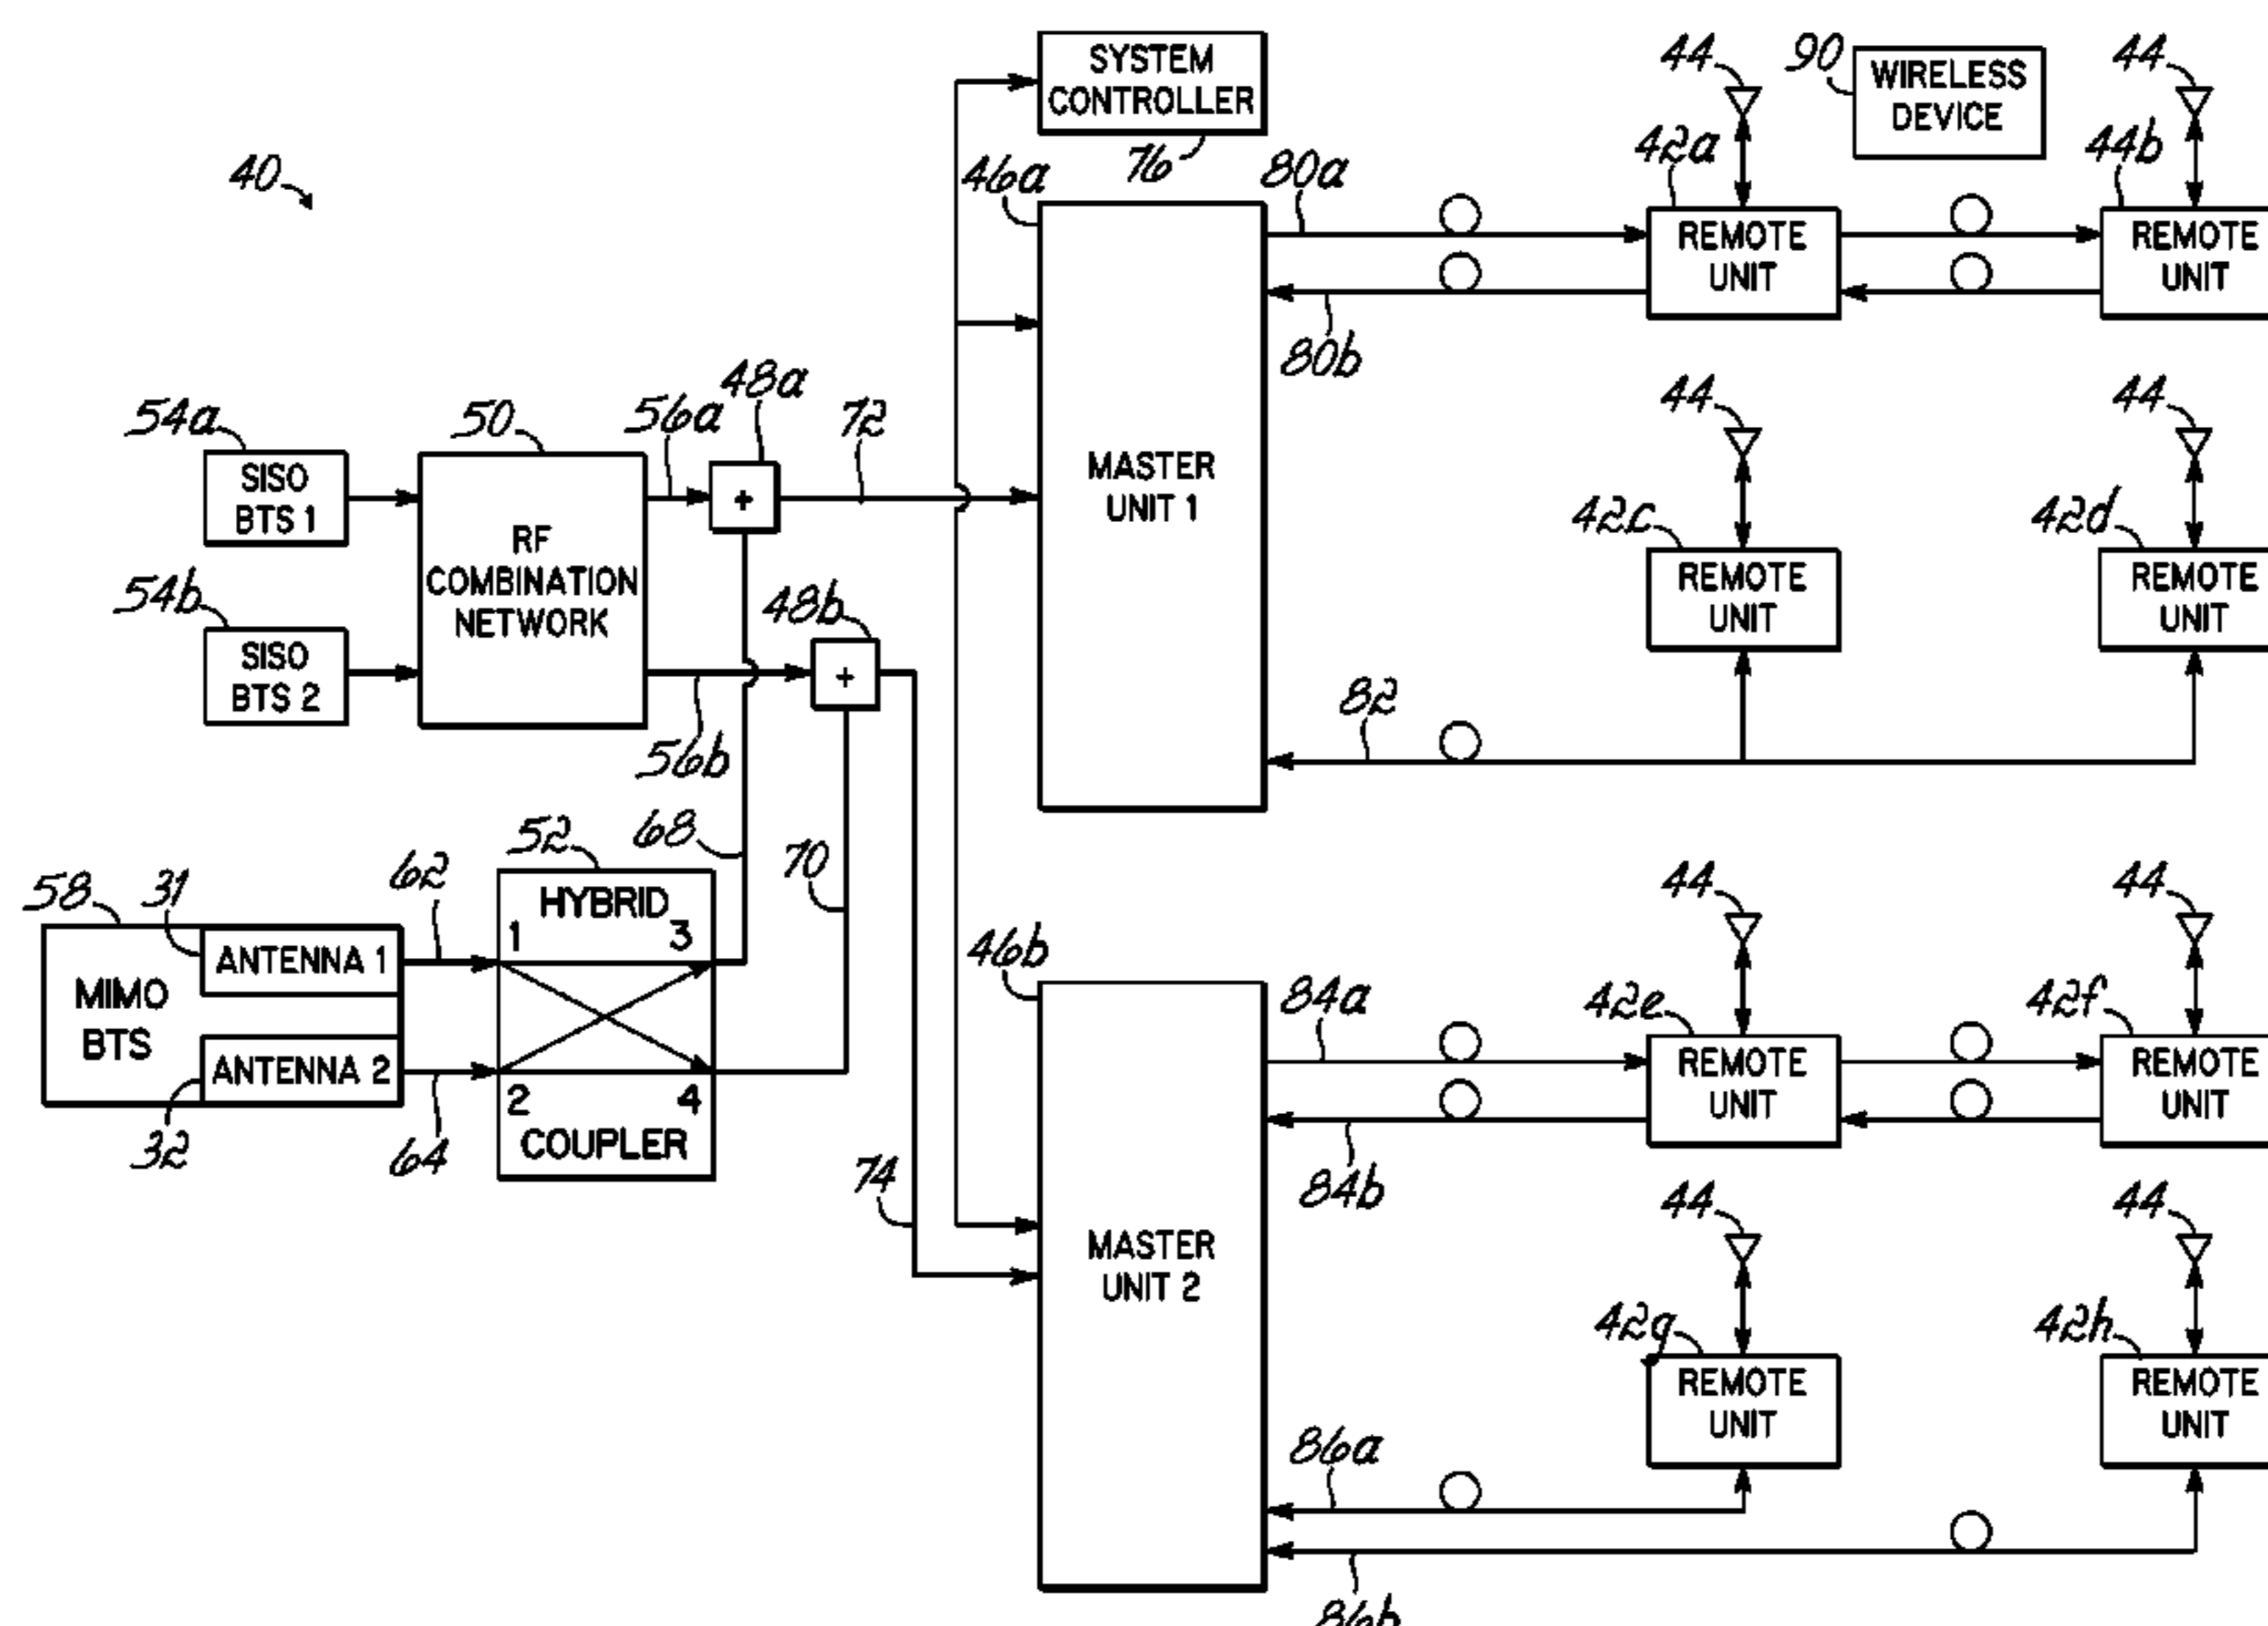 SYSTEM
CONTROLLER
76
44
90
WIRELESS
DEVICE
44
40
46a
80a
42a
44b
REMOTE
UNIT
REMOTE
UNIT
80b
48a
44
44
54a
50
56a
72
SISO
BTS 1
+
MASTER
UNIT 1
42c
42d
RF
COMBINATION
NETWORK
REMOTE
UNIT
REMOTE
UNIT
54b
48b
SISO
BTS 2
+
82
56b
52
68
70
44
44
58
31
62
HYBRID
1 3
46b
ANTENNA 1
MIMO
BTS
84a
42e
42f
ANTENNA 2
REMOTE
UNIT
REMOTE
UNIT
2 4
COUPLER
32
64
74
84b
44
44
MASTER
UNIT 2
42g
42h
REMOTE
UNIT
REMOTE
UNIT
86a
86b